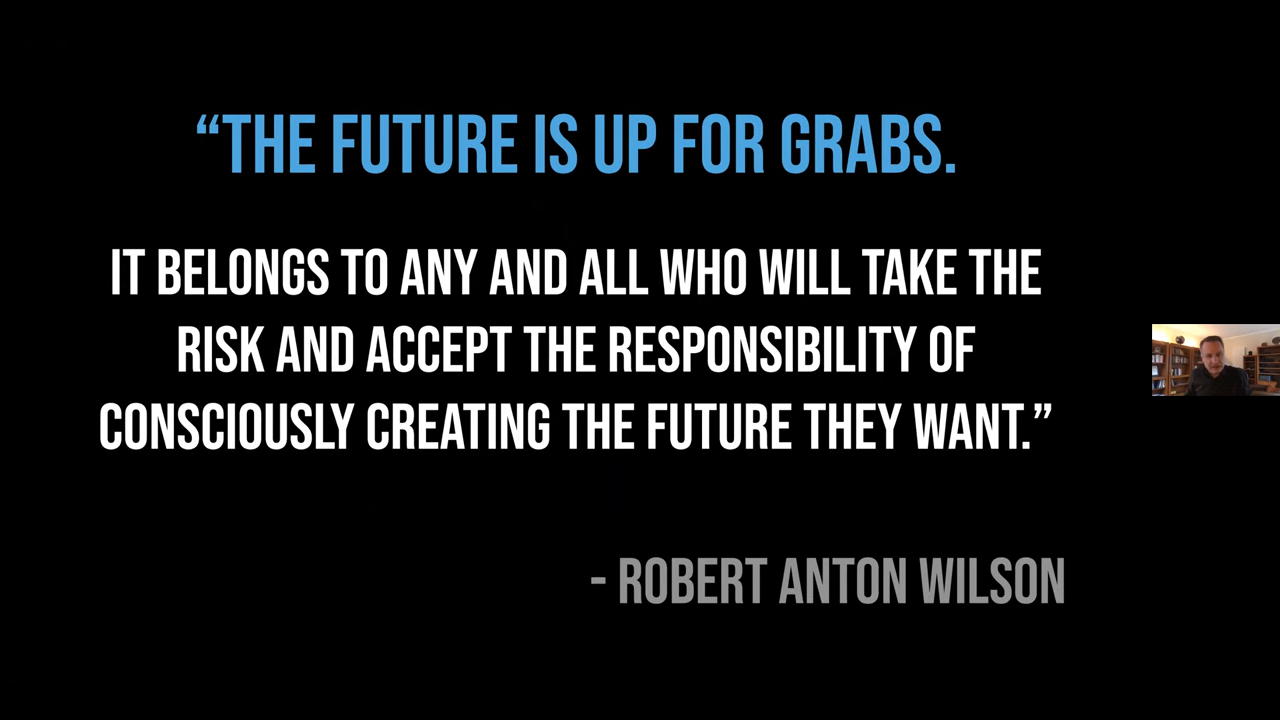 “THE FUTURE IS UP FOR GRABS.
IT BELONGS TO ANY AND ALL WHO WILL TAKE THE
RISK AND ACCEPT THE RESPONSIBILITY OF
CONSCIOUSLY CREATING THE FUTURE THEY WANT.”
- ROBERT ANTON WILSON